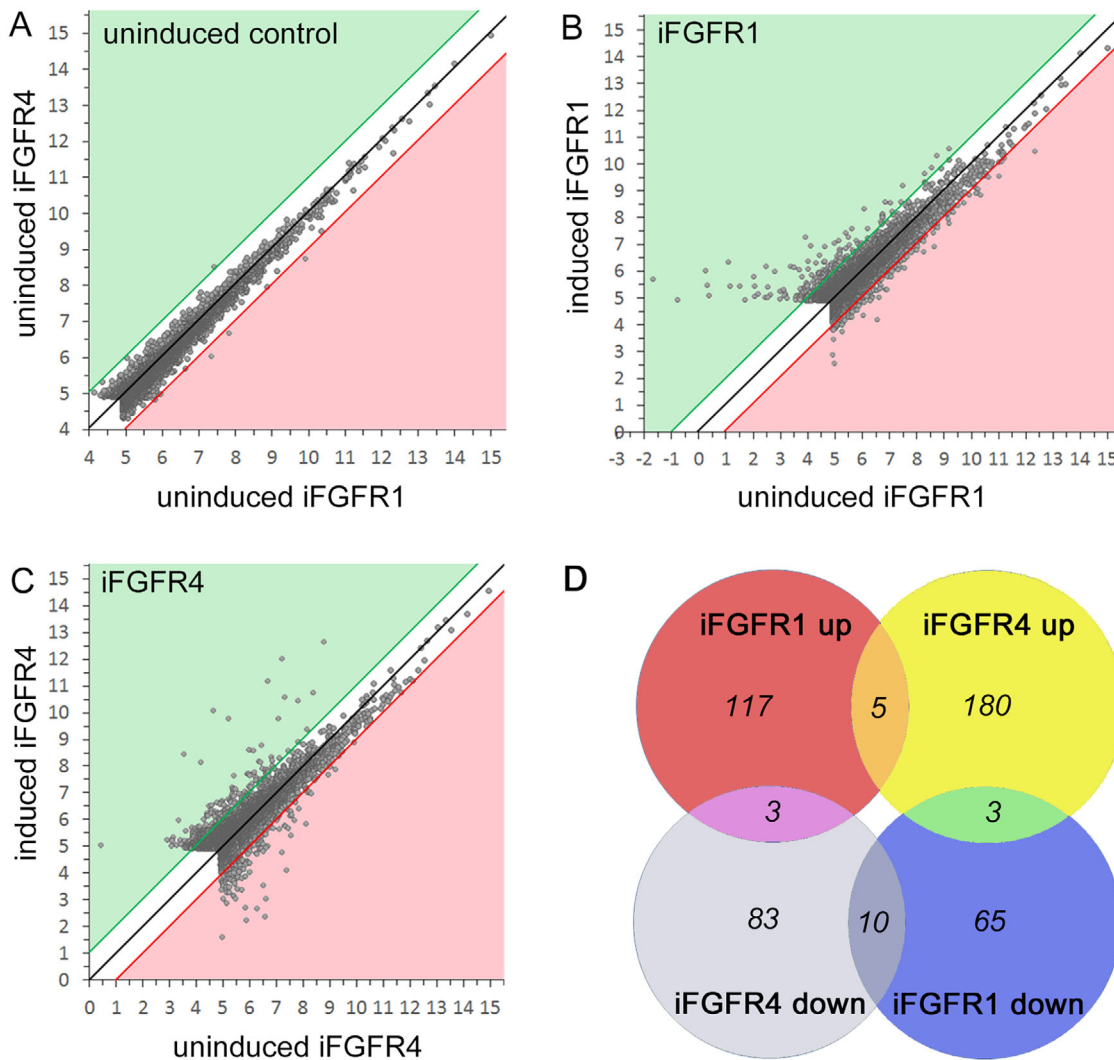 A
uninduced control
uninduced iFGFR4
15
14
13
12
11
10
9
8
7
6
5
4
4 5 6 7 8 9 10 11 12 13 14 15
uninduced iFGFR1
B
iFGFR1
induced iFGFR1
15
14
13
12
11
10
9
8
7
6
5
4
3
2
1
0
-3 -2 -1 0 1 2 3 4 5 6 7 8 9 10 11 12 13 14 15
uninduced iFGFR1
C
iFGFR4
induced iFGFR4
15
14
13
12
11
10
9
8
7
6
5
4
3
2
1
0
0 1 2 3 4 5 6 7 8 9 10 11 12 13 14 15
uninduced iFGFR4
D
iFGFR1 up iFGFR4 up
117 5 180
3 3
83 10 65
iFGFR4 down iFGFR1 down